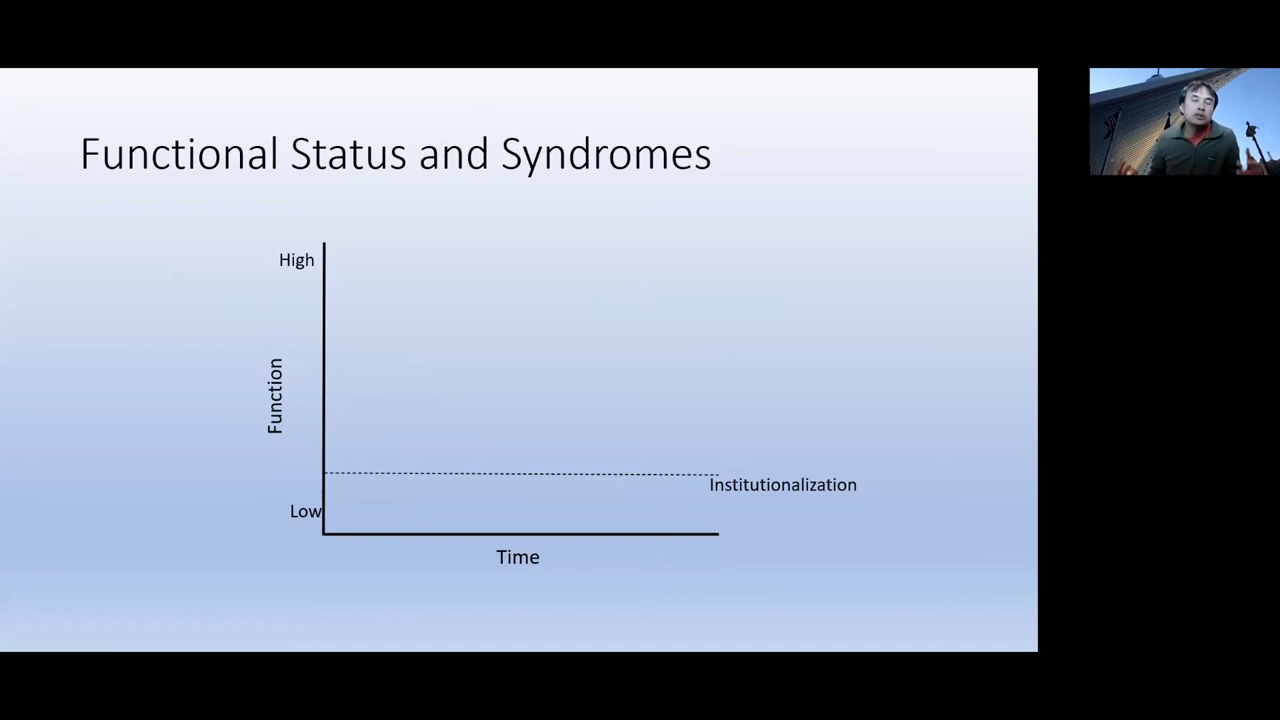 Functional Status and Syndromes
High
Function
Institutionalization
Low
Time